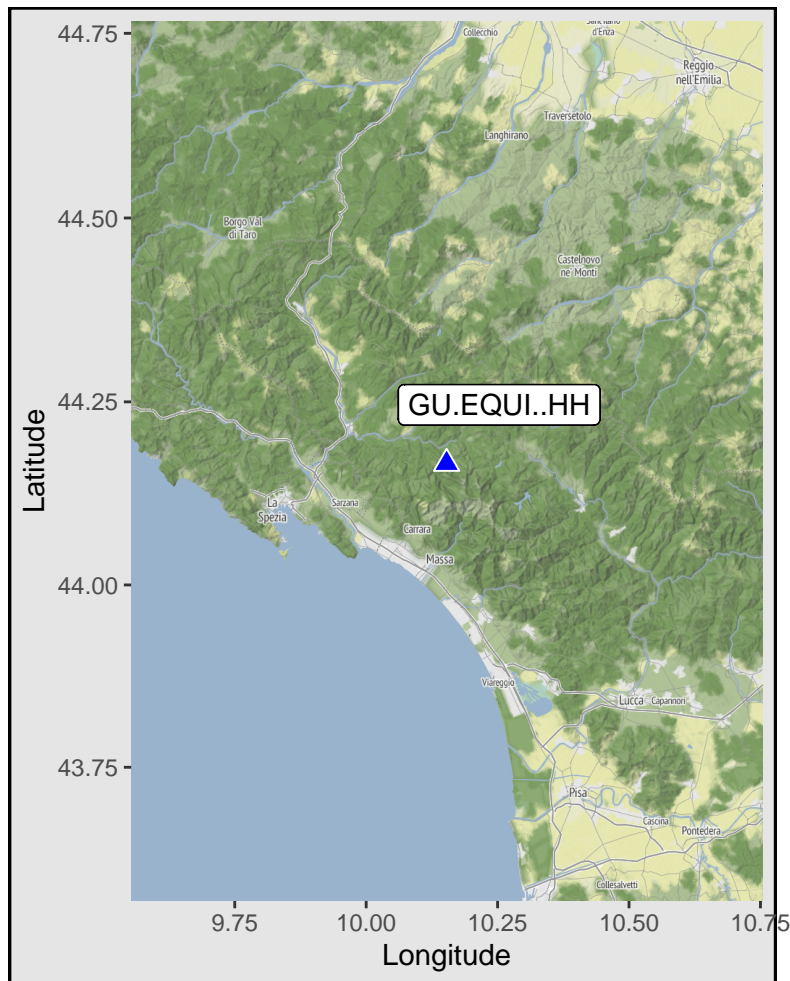 44.75
44.50
44.25
44.00
43.75
Latitude
9.75
10.00
10.25
10.50
10.75
Longitude
Collecchio
d'Enza
Reggio
nell'Emilia
Traversetolo
Langhirano
Borgo Val
di Taro
Castelnovo
ne' Monti
GU.EQUI..HH
La
Spezia
Sarzana
Carrara
Massa
Viareggio
Lucca
Capannori
Pisa
Cascina
Pontedera
Collesalvetti